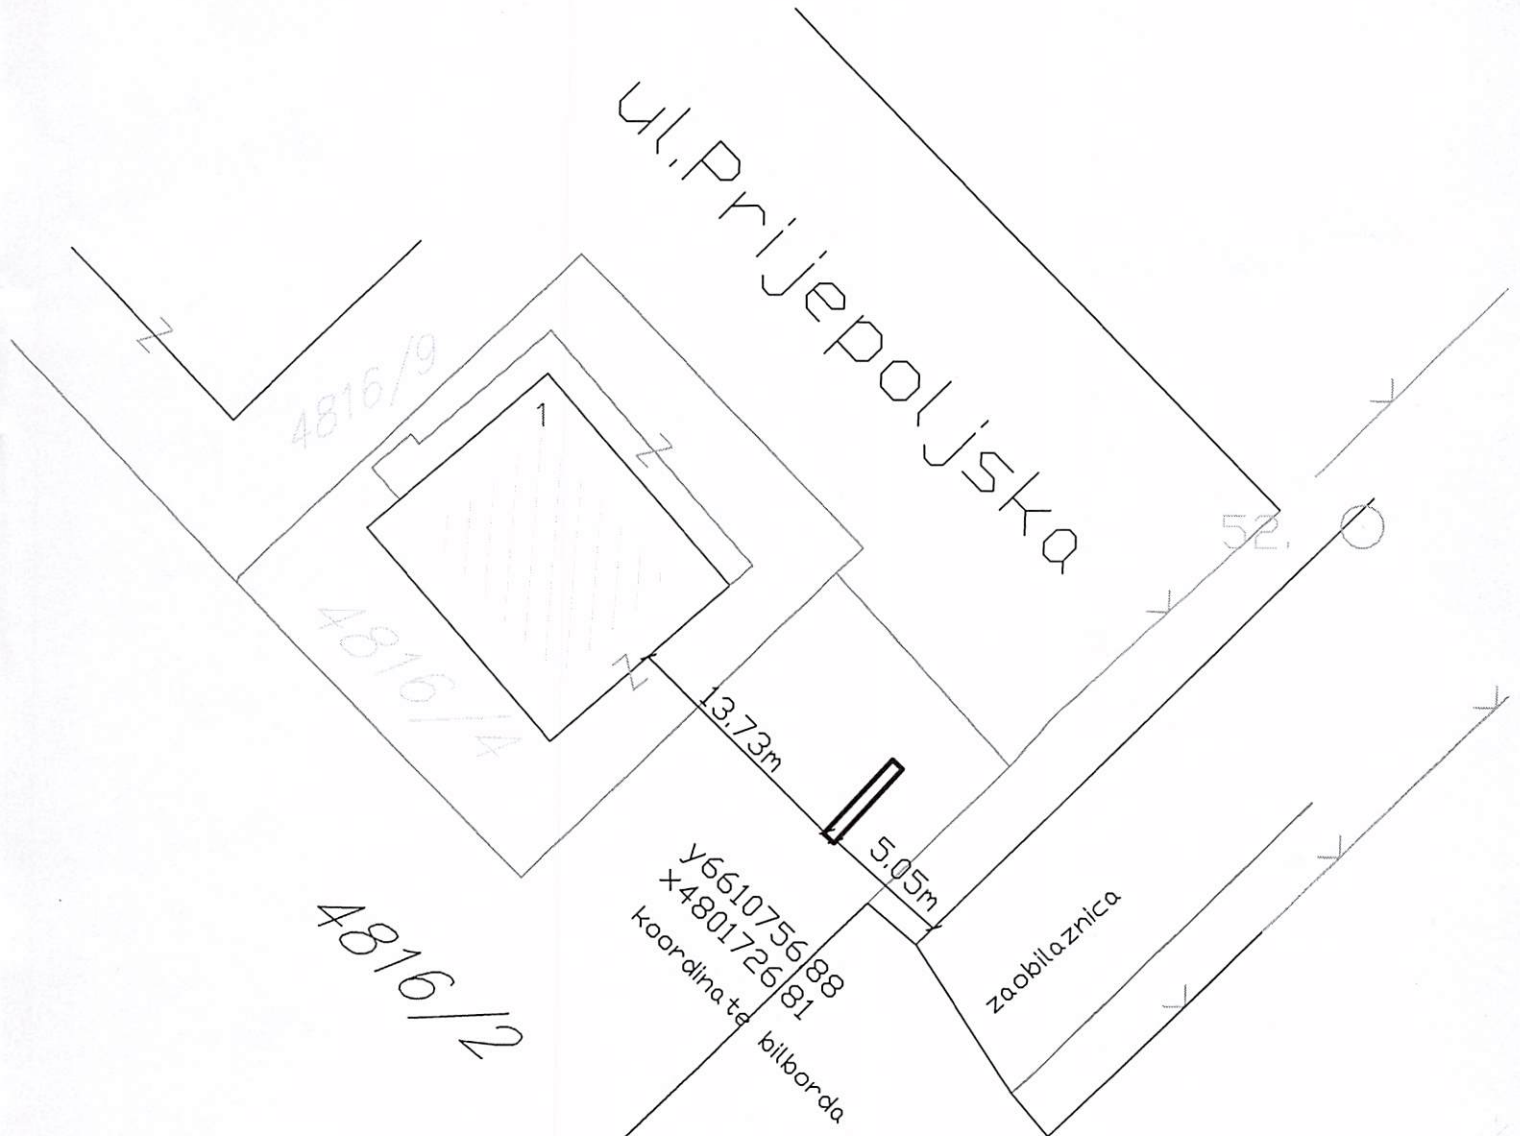 ul.Prijepoljska
4816/9
1
52.
4816/4
13.73m
5.05m
y6610756 88
x4801726 81
koordinate bilborda
zaobilaznica
4816/2